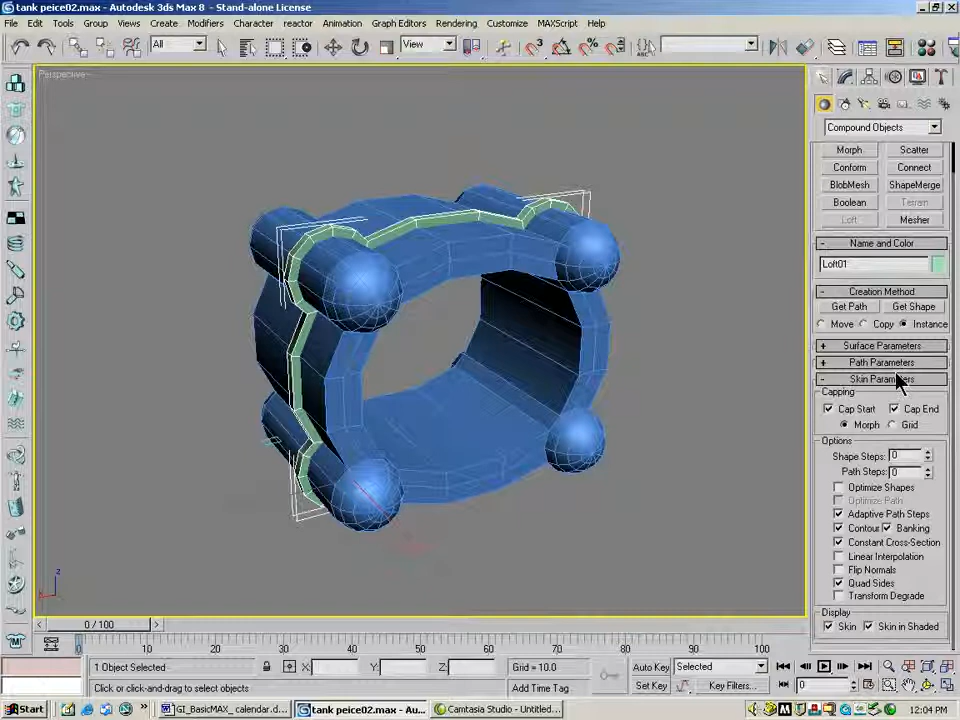 tank peice02.max - Autodesk 3ds Max 8 - Stand-alone License
File Edit Tools Group Views Create Modifiers Character reactor Animation Graph Editors Rendering Customize MAXScript Help
All
View
Perspective
Compound Objects
Morph Scatter
Conform Connect
BlobMesh ShapeMerge
Boolean Terrain
Loft Mesher
- Name and Color
Loft01
- Creation Method
Get Path Get Shape
Move Copy Instance
+ Surface Parameters
+ Path Parameters
- Skin Parameters
Capping
Cap Start Cap End
Morph Grid
Options
Shape Steps: 0
Path Steps: 0
Optimize Shapes
Optimize Path
Adaptive Path Steps
Contour Banking
Constant Cross-Section
Linear Interpolation
Flip Normals
Quad Sides
Transform Degrade
Display
Skin Skin in Shaded
z
0 / 100
10 20 30 40 50 60 70 80 90 100
1 Object Selected X: Y: Z: Grid = 10.0 Auto Key Selected
Click or click-and-drag to select objects Add Time Tag Set Key Key Filters... 0
Start GI_BasicMAX_ calendar.d... tank peice02.max - Au... Camtasia Studio - Untitled... 12:04 PM